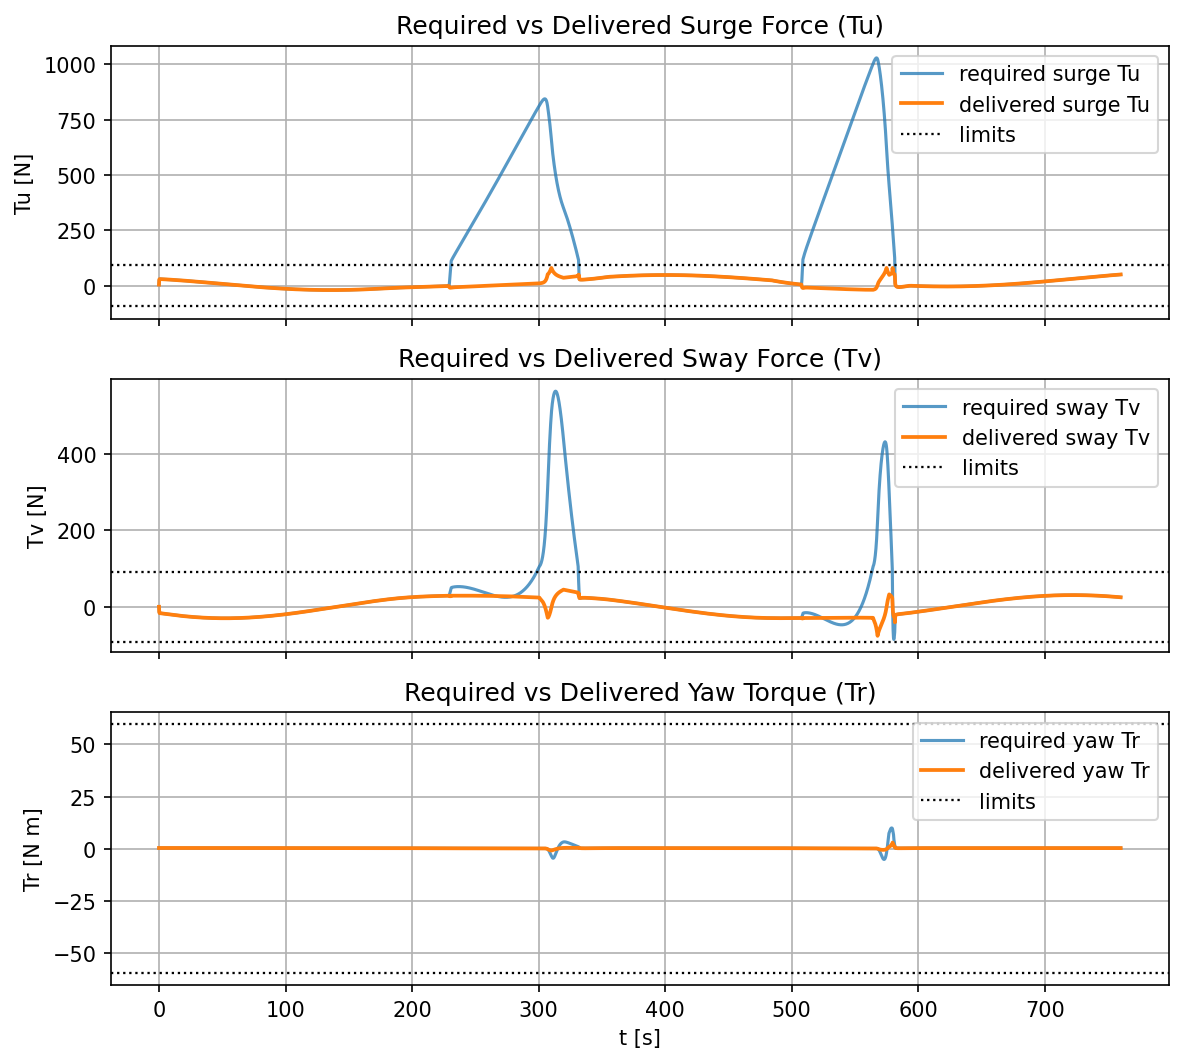 Required vs Delivered Surge Force (Tu)
1000
750
500
250
0
Tu [N]
required surge Tu
delivered surge Tu
limits
Required vs Delivered Sway Force (Tv)
400
200
0
Tv [N]
required sway Tv
delivered sway Tv
limits
Required vs Delivered Yaw Torque (Tr)
50
25
0
−25
−50
Tr [N m]
required yaw Tr
delivered yaw Tr
limits
0 100 200 300 400 500 600 700
t [s]